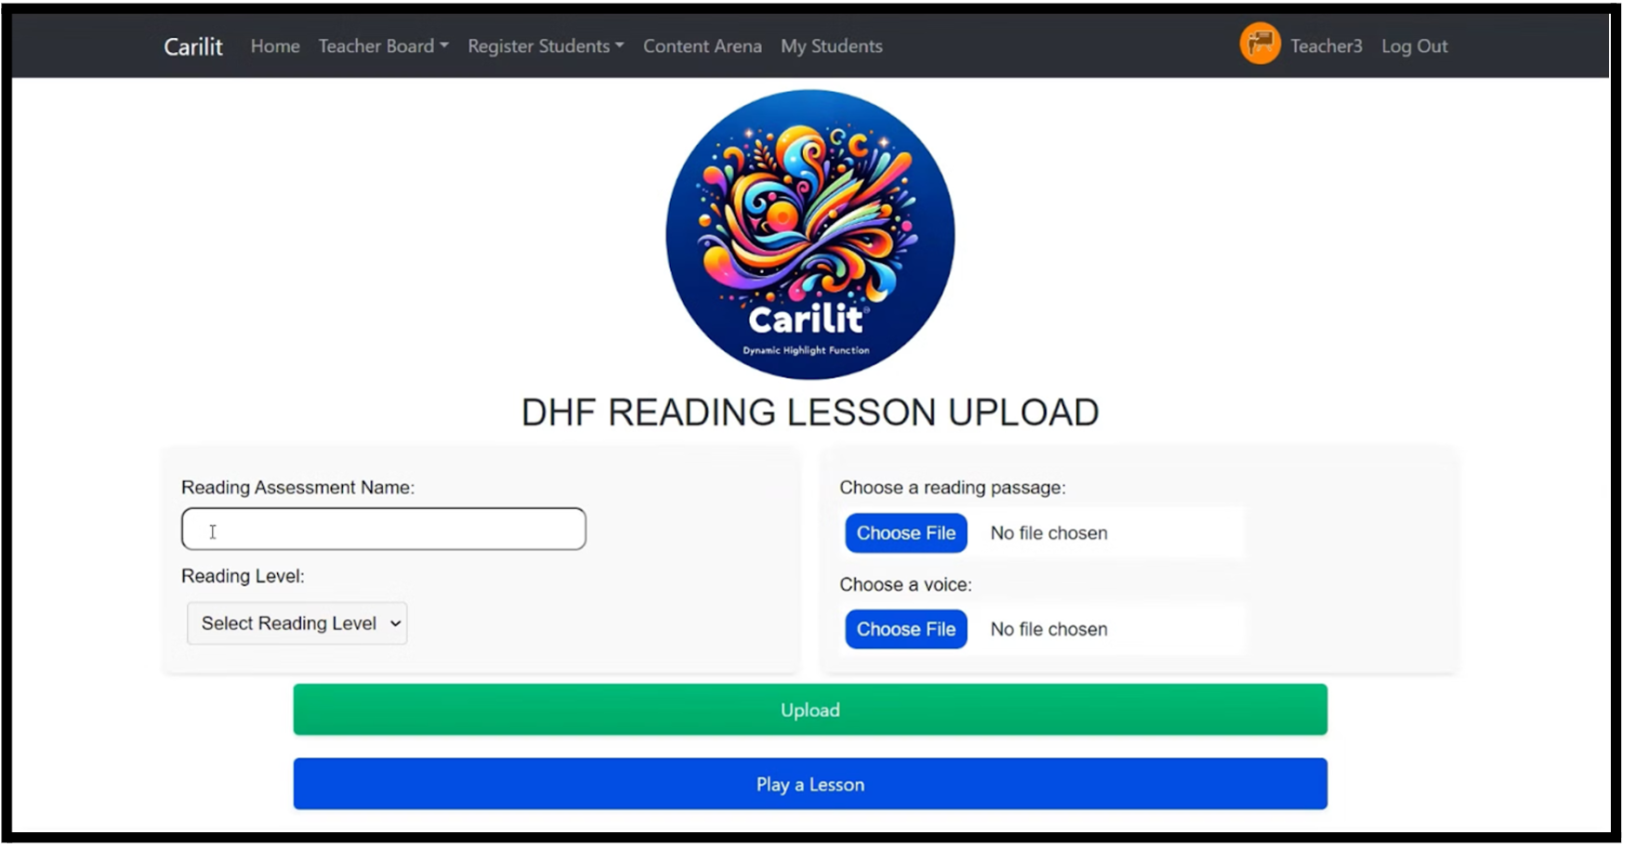 Carilit Home Teacher Board Register Students Content Arena My Students Teacher3 Log Out
Carilit®
Dynamic Highlight Function
DHF READING LESSON UPLOAD
Reading Assessment Name:
Reading Level:
Select Reading Level
Choose a reading passage:
Choose File No file chosen
Choose a voice:
Choose File No file chosen
Upload
Play a Lesson